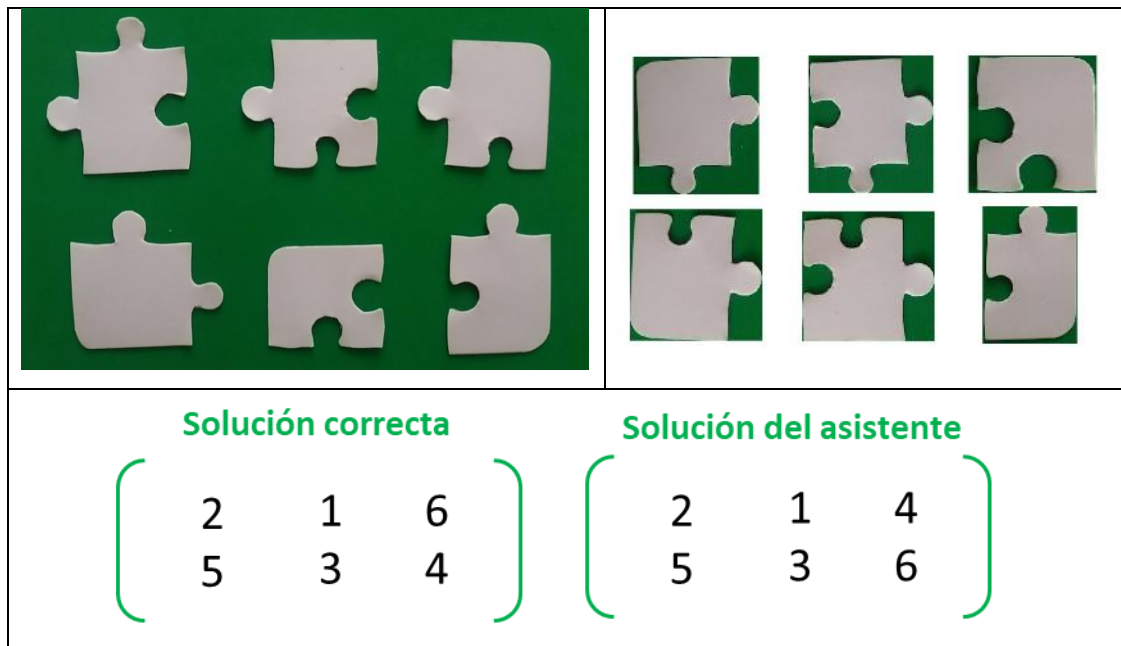 Solución correcta
2 1 6
5 3 4
Solución del asistente
2 1 4
5 3 6